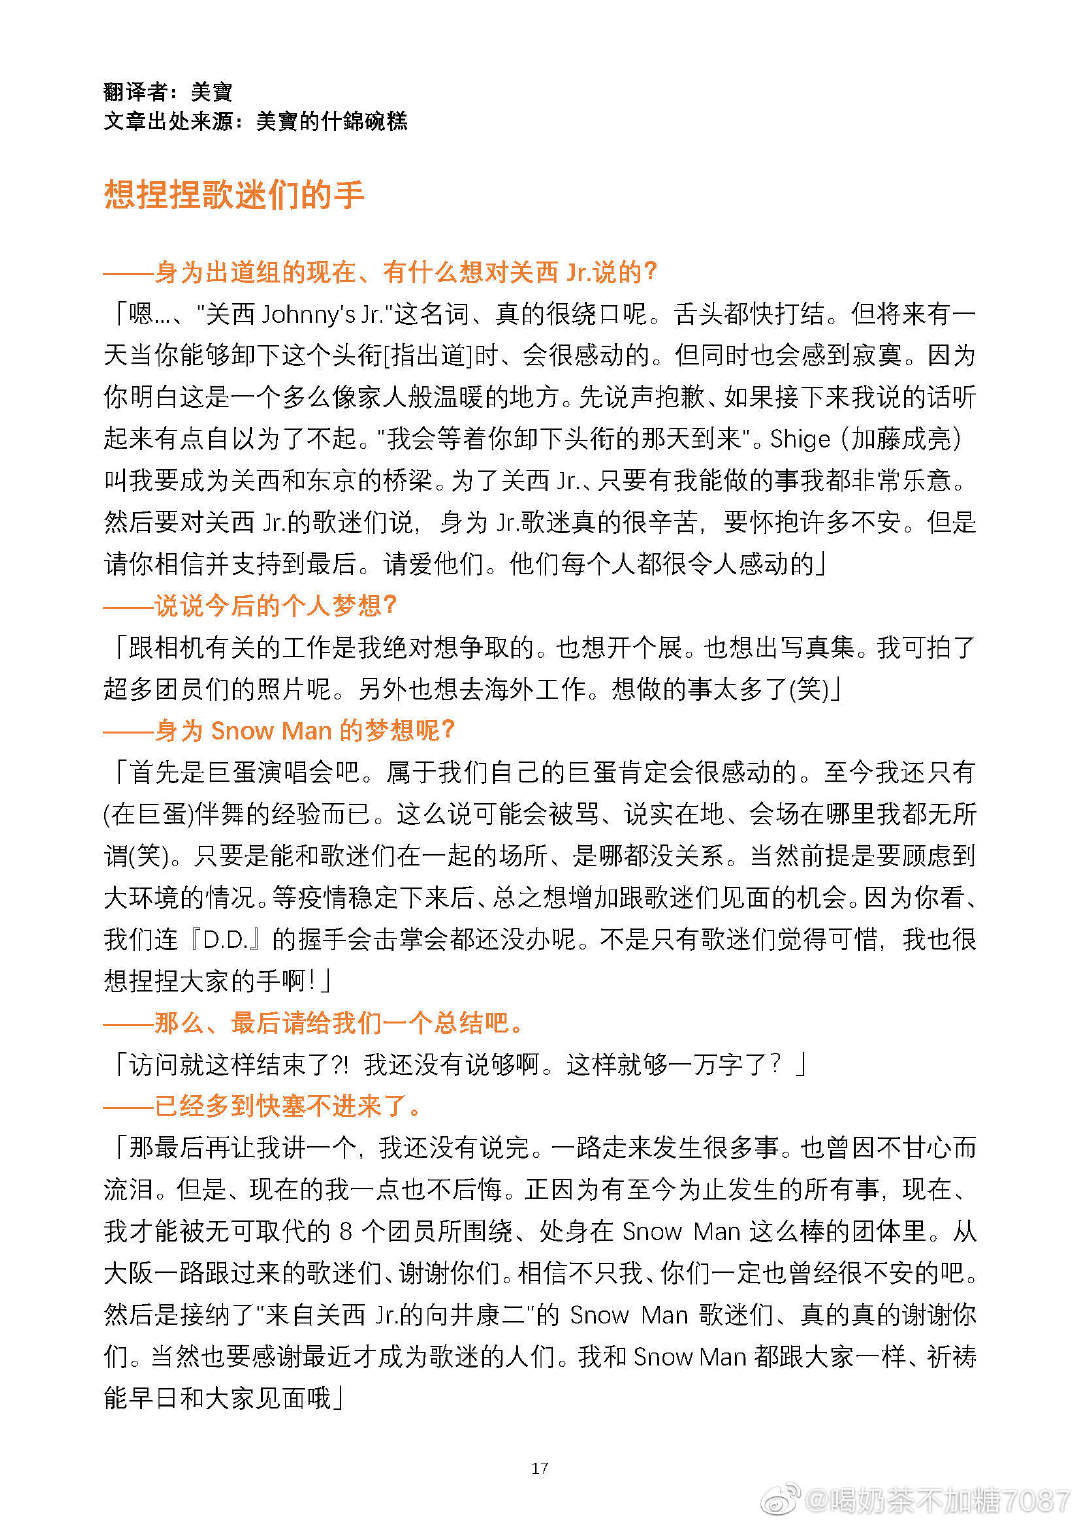 翻译者：美寶
文章出处来源：美寶的什錦碗糕
想捏捏歌迷们的手
——身为出道组的现在、有什么想对关西 Jr.说的？
「嗯...、"关西 Johnny's Jr."这名词、真的很绕口呢。舌头都快打结。但将来有一
天当你能够卸下这个头衔[指出道]时、会很感动的。但同时也会感到寂寞。因为
你明白这是一个多么像家人般温暖的地方。先说声抱歉、如果接下来我说的话听
起来有点自以为了不起。"我会等着你卸下头衔的那天到来"。Shige（加藤成亮）
叫我要成为关西和东京的桥梁。为了关西 Jr.、只要有我能做的事我都非常乐意。
然后要对关西 Jr.的歌迷们说，身为 Jr.歌迷真的很辛苦，要怀抱许多不安。但是
请你相信并支持到最后。请爱他们。他们每个人都很令人感动的」
——说说今后的个人梦想？
「跟相机有关的工作是我绝对想争取的。也想开个展。也想出写真集。我可拍了
超多团员们的照片呢。另外也想去海外工作。想做的事太多了(笑)」
——身为 Snow Man 的梦想呢？
「首先是巨蛋演唱会吧。属于我们自己的巨蛋肯定会很感动的。至今我还只有
(在巨蛋)伴舞的经验而已。这么说可能会被骂、说实在地、会场在哪里我都无所
谓(笑)。只要是能和歌迷们在一起的场所、是哪都没关系。当然前提是要顾虑到
大环境的情况。等疫情稳定下来后、总之想增加跟歌迷们见面的机会。因为你看、
我们连『D.D.』的握手会击掌会都还没办呢。不是只有歌迷们觉得可惜，我也很
想捏捏大家的手啊！」
——那么、最后请给我们一个总结吧。
「访问就这样结束了?！我还没有说够啊。这样就够一万字了？」
——已经多到快塞不进来了。
「那最后再让我讲一个，我还没有说完。一路走来发生很多事。也曾因不甘心而
流泪。但是、现在的我一点也不后悔。正因为有至今为止发生的所有事，现在、
我才能被无可取代的 8 个团员所围绕、处身在 Snow Man 这么棒的团体里。从
大阪一路跟过来的歌迷们、谢谢你们。相信不只我、你们一定也曾经很不安的吧。
然后是接纳了"来自关西 Jr.的向井康二"的 Snow Man 歌迷们、真的真的谢谢你
们。当然也要感谢最近才成为歌迷的人们。我和 Snow Man 都跟大家一样、祈祷
能早日和大家见面哦」
17
@喝奶茶不加糖7087